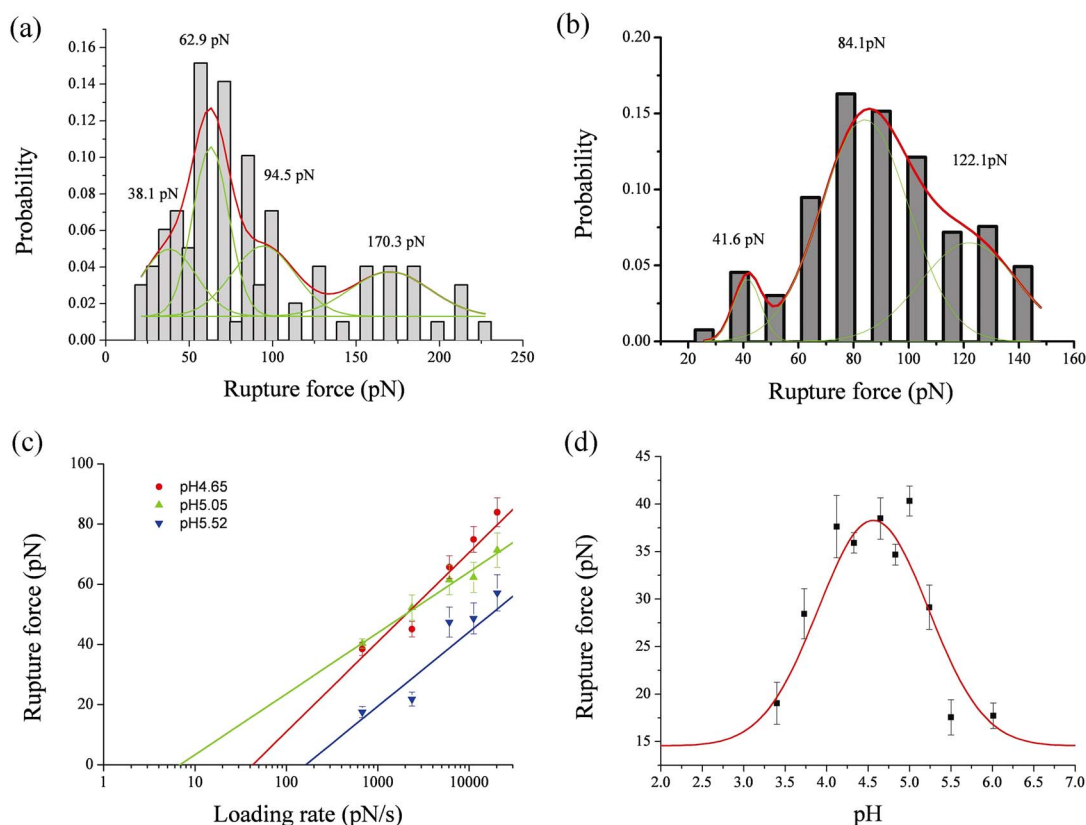 (a)
62.9 pN
38.1 pN
94.5 pN
170.3 pN
Probability
0.16
0.14
0.12
0.10
0.08
0.06
0.04
0.02
0.00
0 50 100 150 200 250
Rupture force (pN)
(b)
84.1pN
41.6 pN
122.1pN
Probability
0.20
0.15
0.10
0.05
0.00
20 40 60 80 100 120 140 160
Rupture force (pN)
(c)
pH4.65
pH5.05
pH5.52
Rupture force (pN)
100
80
60
40
20
0
1 10 100 1000 10000
Loading rate (pN/s)
(d)
Rupture force (pN)
45
40
35
30
25
20
15
2.0 2.5 3.0 3.5 4.0 4.5 5.0 5.5 6.0 6.5 7.0
pH